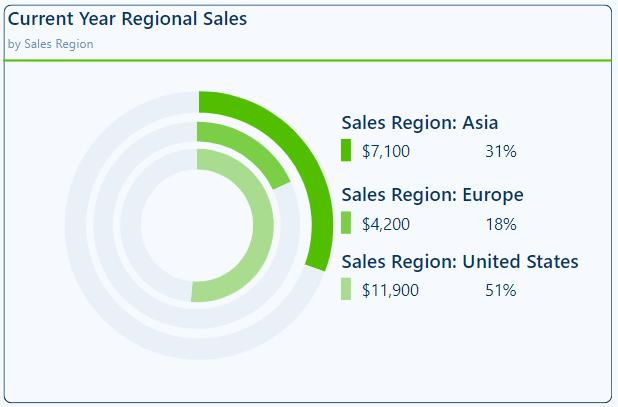 Current Year Regional Sales
by Sales Region
Sales Region: Asia
$7,100 31%
Sales Region: Europe
$4,200 18%
Sales Region: United States
$11,900 51%